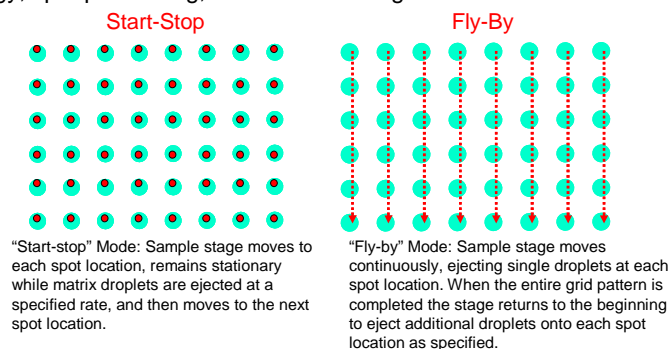 Start-Stop
Fly-By
“Start-stop” Mode: Sample stage moves to
each spot location, remains stationary
while matrix droplets are ejected at a
specified rate, and then moves to the next
spot location.
“Fly-by” Mode: Sample stage moves
continuously, ejecting single droplets at each
spot location. When the entire grid pattern is
completed the stage returns to the beginning
to eject additional droplets onto each spot
location as specified.